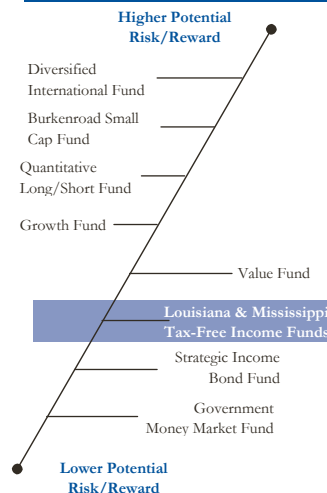 Higher Potential
Risk/Reward
Diversified
International Fund
Burkenroad Small
Cap Fund
Quantitative
Long/Short Fund
Growth Fund
Value Fund
Louisiana & Mississippi
Tax-Free Income Funds
Strategic Income
Bond Fund
Government
Money Market Fund
Lower Potential
Risk/Reward